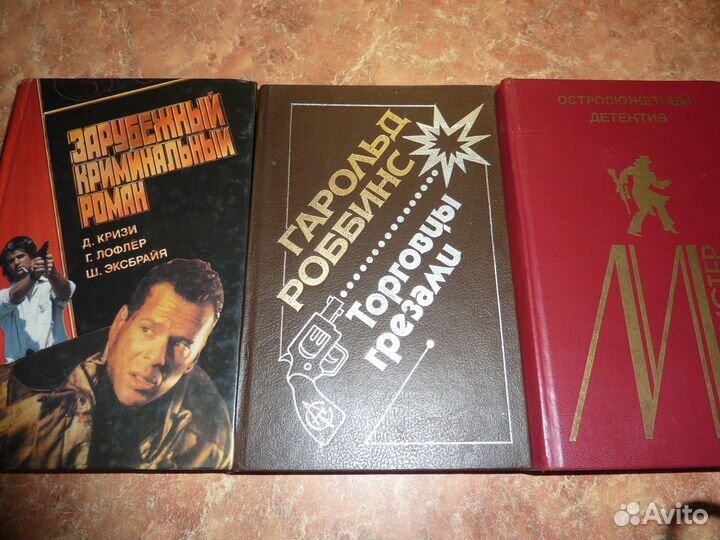 ЗАРУБЕЖНЫЙ
КРИМИНАЛЬНЫЙ
РОМАН
Д. КРИЗИ
Г. ЛОФЛЁР
Ш. ЭКСБРАЙЯ
ГАРОЛЬД
РОББИНС
Торговцы
грезами
ОСТРОСЮЖЕТНЫЙ
ДЕТЕКТИВ
М
Avito